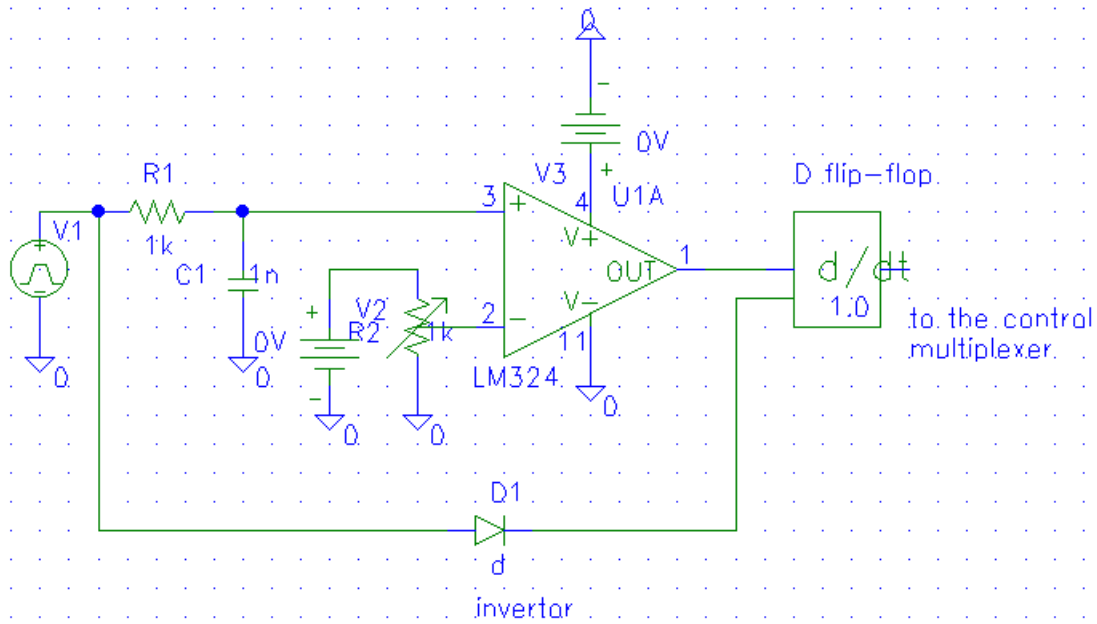 0
-
0V
+
R1
V3
D flip-flop
3
+
4
U1A
V1
+
1k
V+
1
C1
1n
OUT
d/dt
-
V2
V-
1.0
+
R2
1k
2
-
to the control
0V
11
multiplexer
0
0
LM324
-
0
0
0
D1
d
invertor